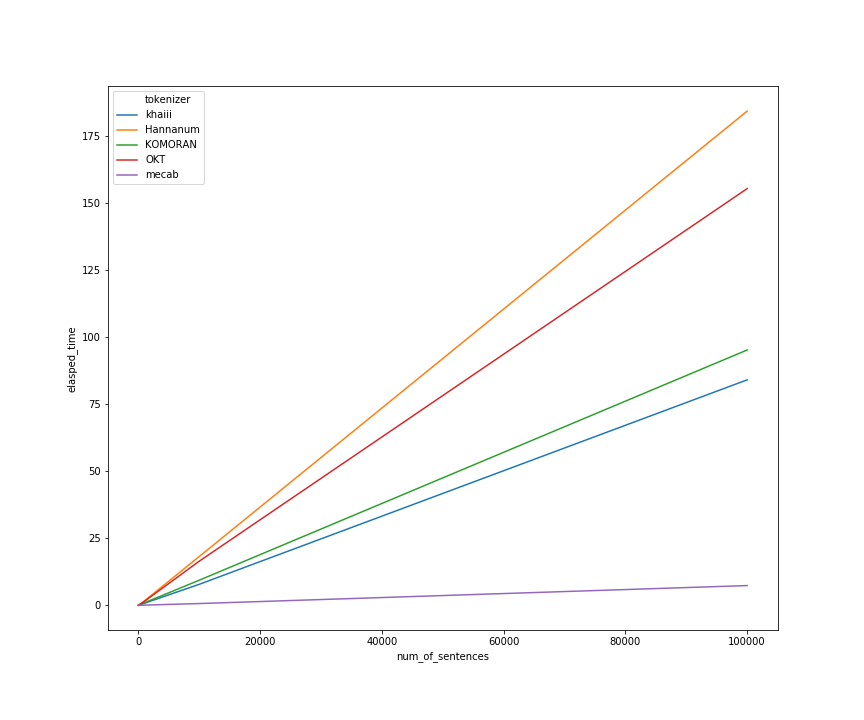 tokenizer
khaiii
Hannanum
KOMORAN
OKT
mecab
175
150
125
100
75
50
25
0
elasped_time
0 20000 40000 60000 80000 100000
num_of_sentences